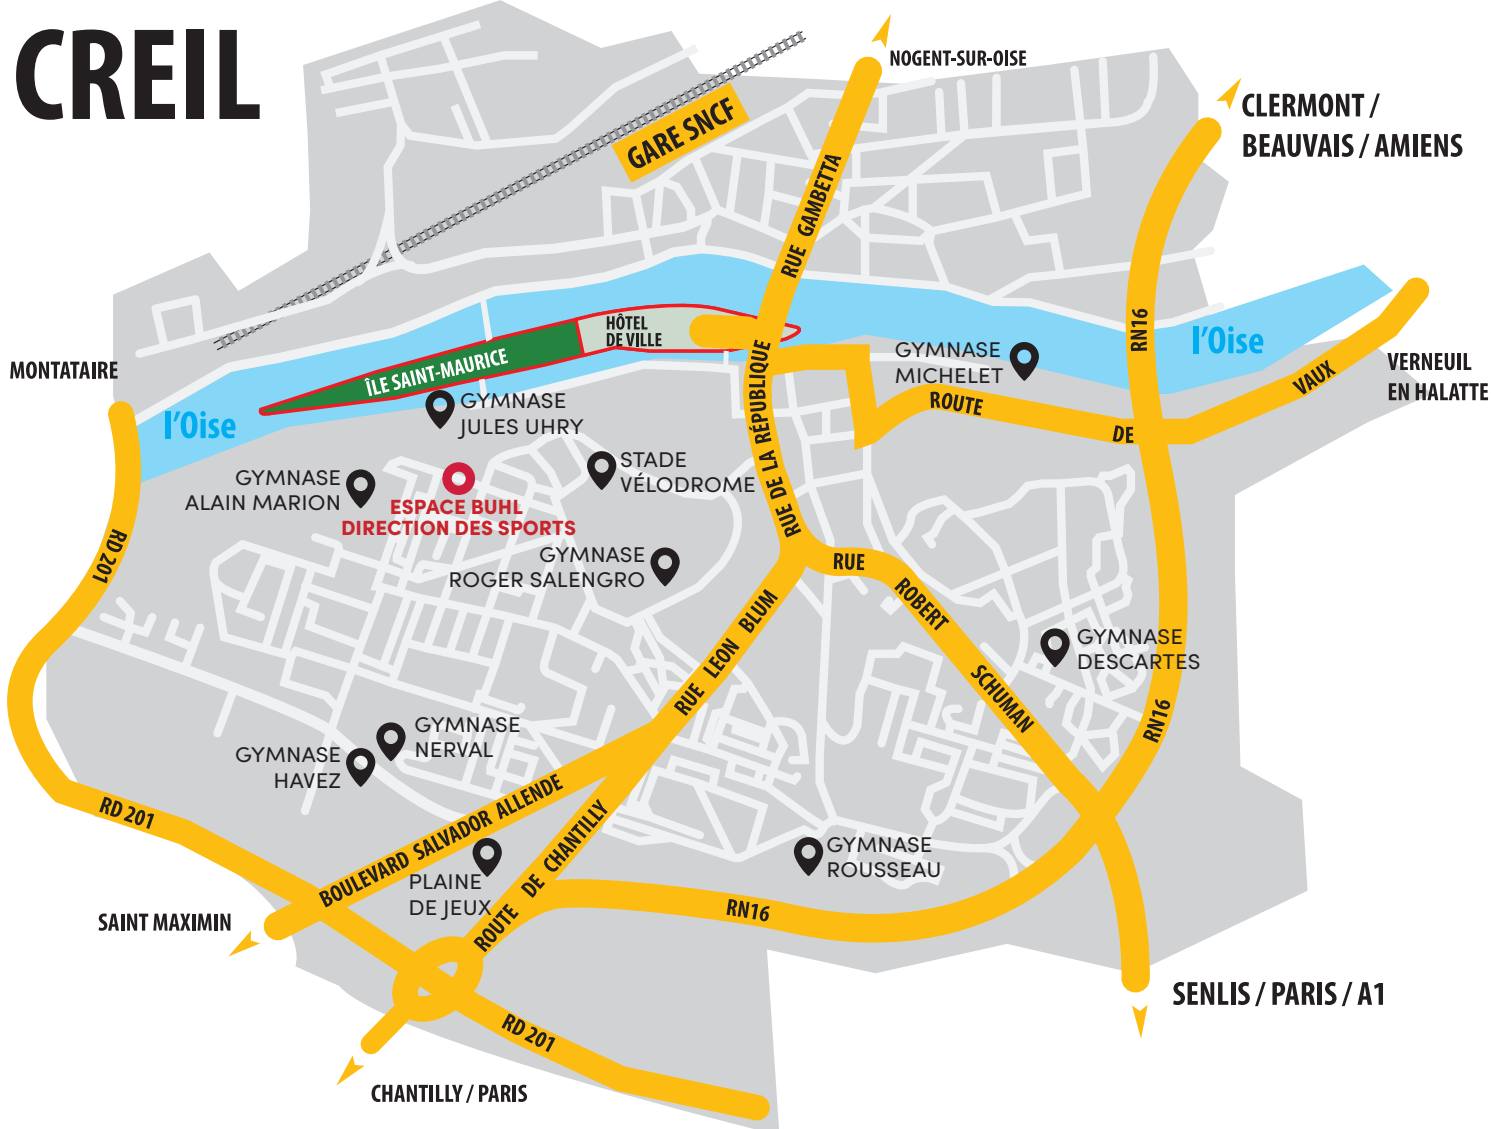 CREIL
NOGENT-SUR-OISE
CLERMONT /
BEAUVAIS / AMIENS
GARE SNCF
RUE GAMBETTA
RN16
l'Oise
HÔTEL
DE VILLE
ÎLE SAINT-MAURICE
MONTATAIRE
GYMNASE
MICHELET
VERNEUIL
EN HALATTE
ROUTE
DE
VAUX
l'Oise
GYMNASE
JULES UHRY
RUE DE LA RÉPUBLIQUE
STADE
VÉLODROME
GYMNASE
ALAIN MARION
ESPACE BUHL
DIRECTION DES SPORTS
RD 201
GYMNASE
ROGER SALENGRO
RUE
ROBERT
SCHUMAN
RUE LEON BLUM
GYMNASE
DESCARTES
RN16
GYMNASE
NERVAL
GYMNASE
HAVEZ
RD 201
BOULEVARD SALVADOR ALLENDE
ROUTE DE CHANTILLY
PLAINE
DE JEUX
GYMNASE
ROUSSEAU
RN16
SAINT MAXIMIN
SENLIS / PARIS / A1
RD 201
CHANTILLY / PARIS